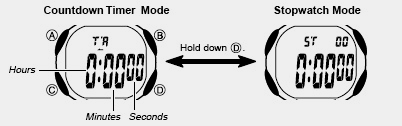 Countdown Timer Mode
Stopwatch Mode
A
TR
B
Hold down D.
ST 00
Hours
0:00 00
0:00 00
C
D
Minutes Seconds